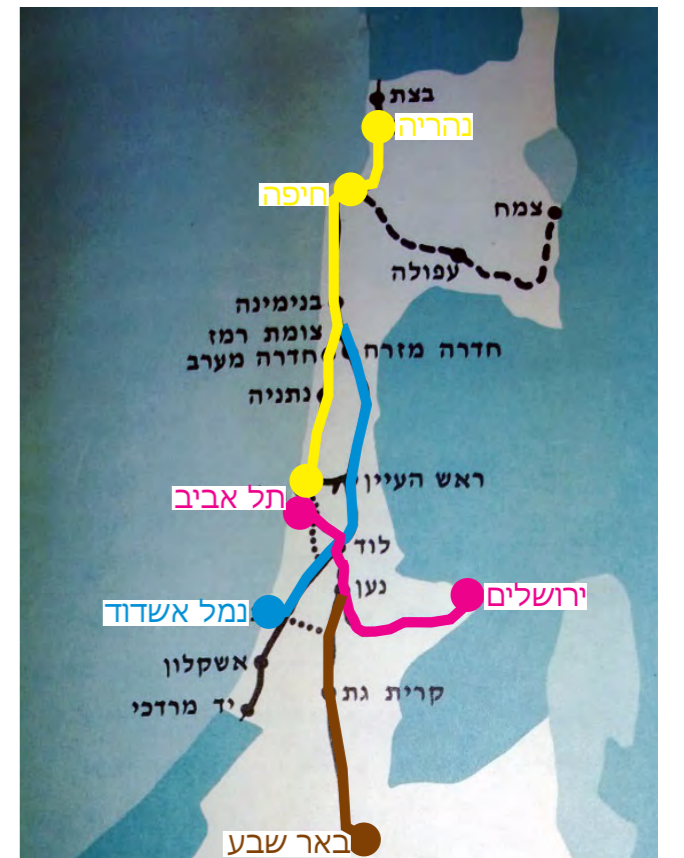 בצת
נהריה
חיפה
צמח
עפולה
בנימינה
צומת רמז
חדרה מערב
חדרה מזרח
נתניה
ראש העיין
תל אביב
לוד
נען
ירושלים
נמל אשדוד
אשקלון
קרית גת
יד מרדכי
באר שבע